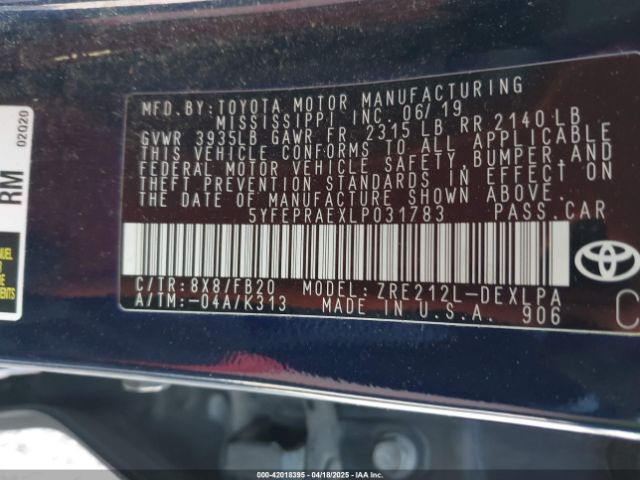 MFD.BY: TOYOTA MOTOR MANUFACTURING
MISSISSIPPI INC. 06/19
GVWR 3935LB GAWR FR 2315 LB RR 2140 LB
THIS VEHICLE CONFORMS TO ALL APPLICABLE
FEDERAL MOTOR VEHICLE SAFETY, BUMPER, AND
THEFT PREVENTION STANDARDS IN EFFECT ON
THE DATE OF MANUFACTURE SHOWN ABOVE.
5YFEPRAEXLP031783 PASS.CAR
C/TR: 8X8/FB20 MODEL: ZRE212L-DEXLPA
A/TM: -04A/K313 MADE IN U.S.A. 906
C
RM
02020
000-42018395 - 04/18/2025 - IAA Inc.